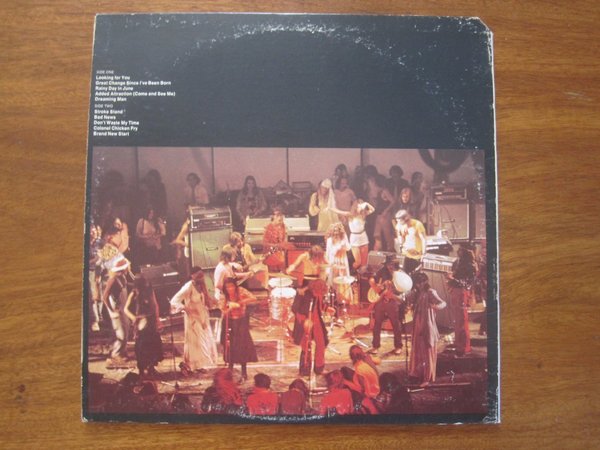 SIDE ONE
Looking for You
Great Change Since I've Been Born
Rainy Day in June
Added Attraction (Come and See Me)
Dreaming Man
SIDE TWO
Stroke Stand
Bad News
Don't Waste My Time
Colonel Chicken Fry
Brand New Start